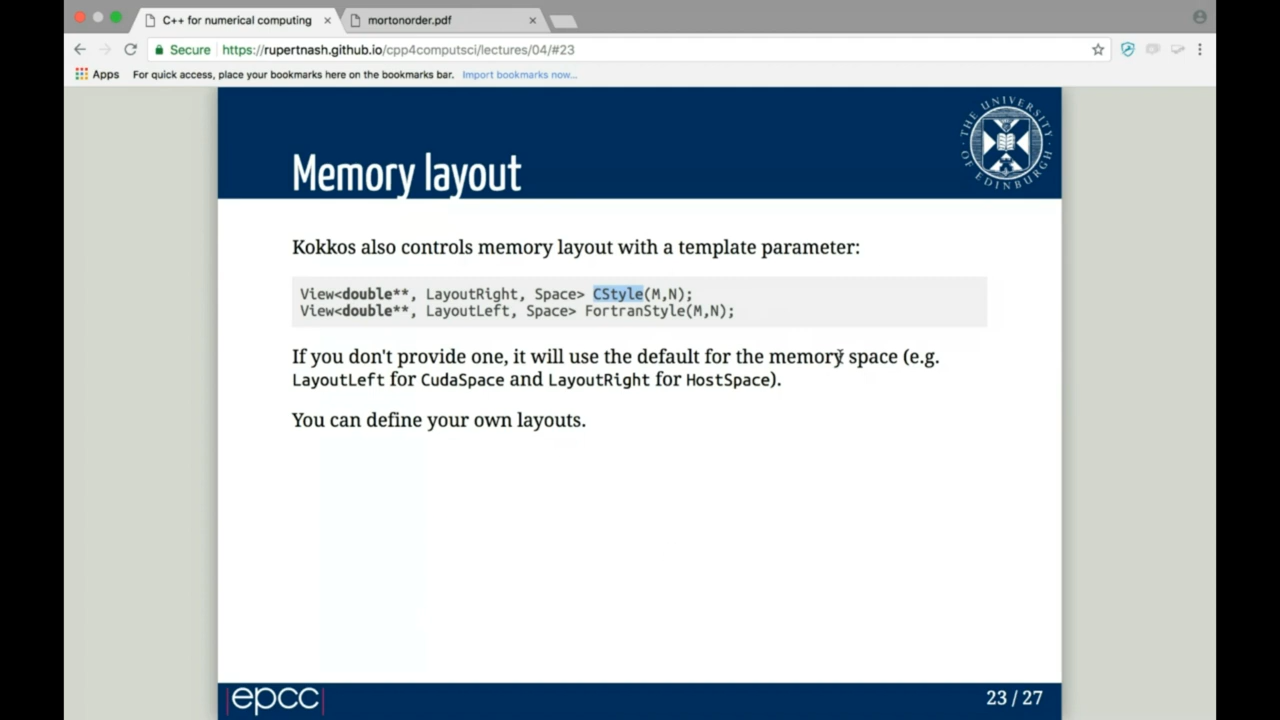 C++ for numerical computing
mortonorder.pdf
Secure https://rupertnash.github.io/cpp4computsci/lectures/04/#23
Apps For quick access, place your bookmarks here on the bookmarks bar. Import bookmarks now...
THE UNIVERSITY OF EDINBURGH
Memory layout
Kokkos also controls memory layout with a template parameter:
View<double**, LayoutRight, Space> CStyle(M,N);
View<double**, LayoutLeft, Space> FortranStyle(M,N);
If you don't provide one, it will use the default for the memory space (e.g.
LayoutLeft for CudaSpace and LayoutRight for HostSpace).
You can define your own layouts.
epcc
23 / 27